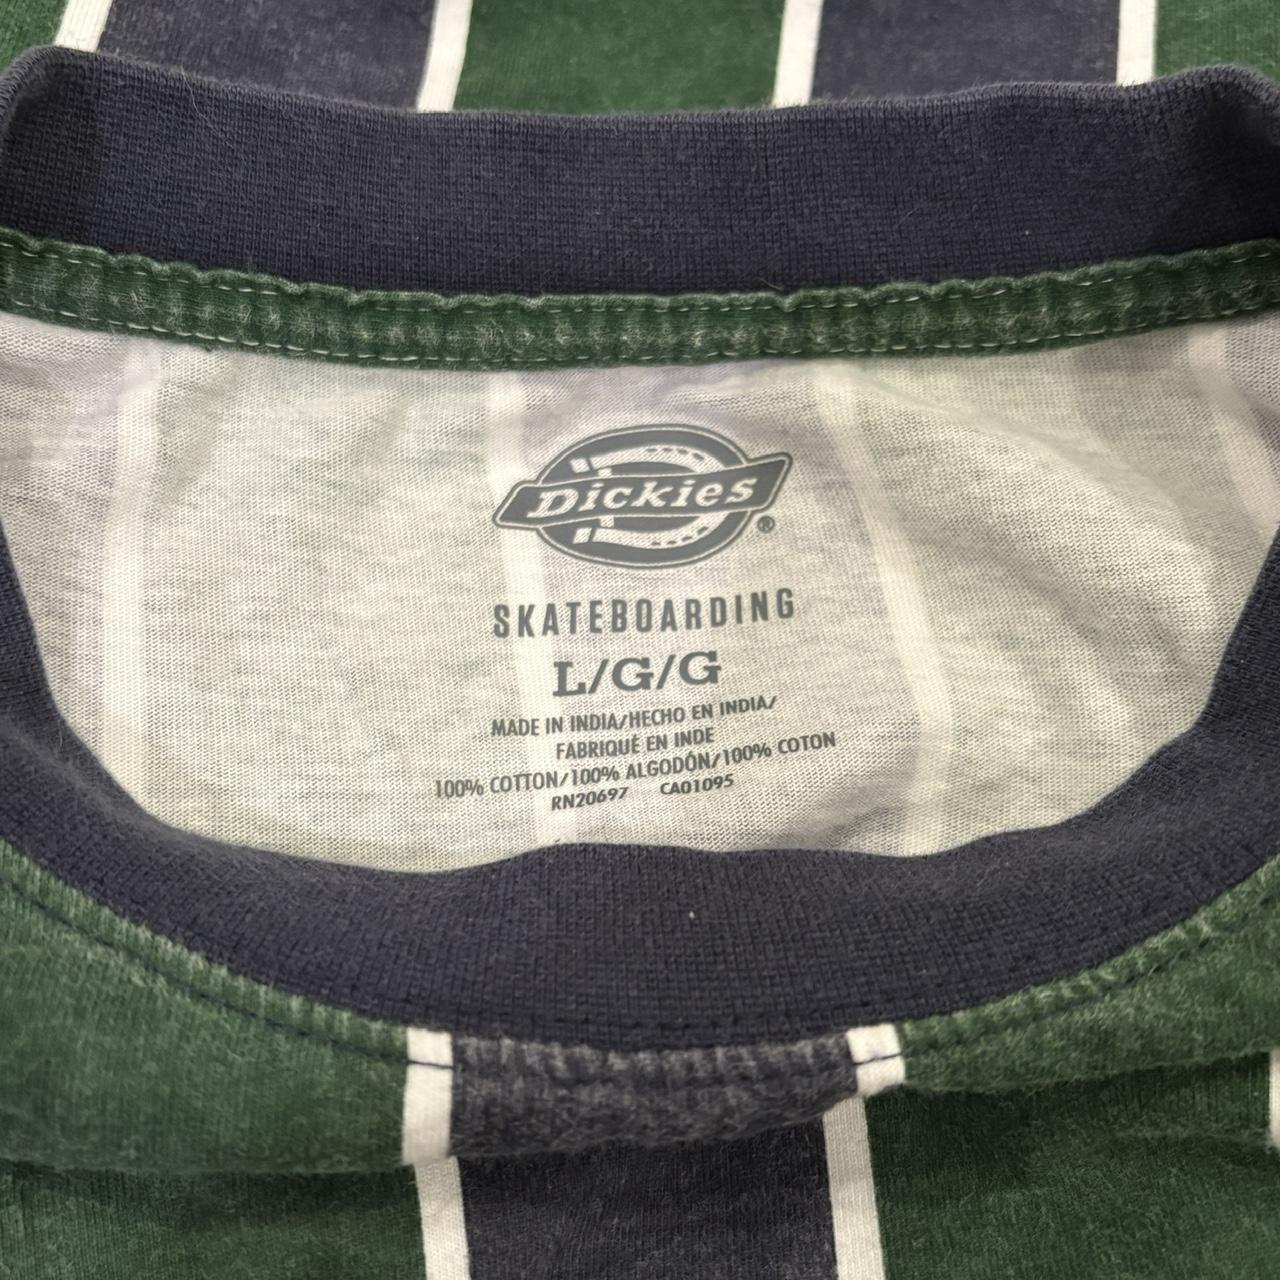 Dickies®
SKATEBOARDING
L/G/G
MADE IN INDIA/HECHO EN INDIA/
FABRIQUÉ EN INDE
100% COTTON/100% ALGODÓN/100% COTON
RN20697 CA01095